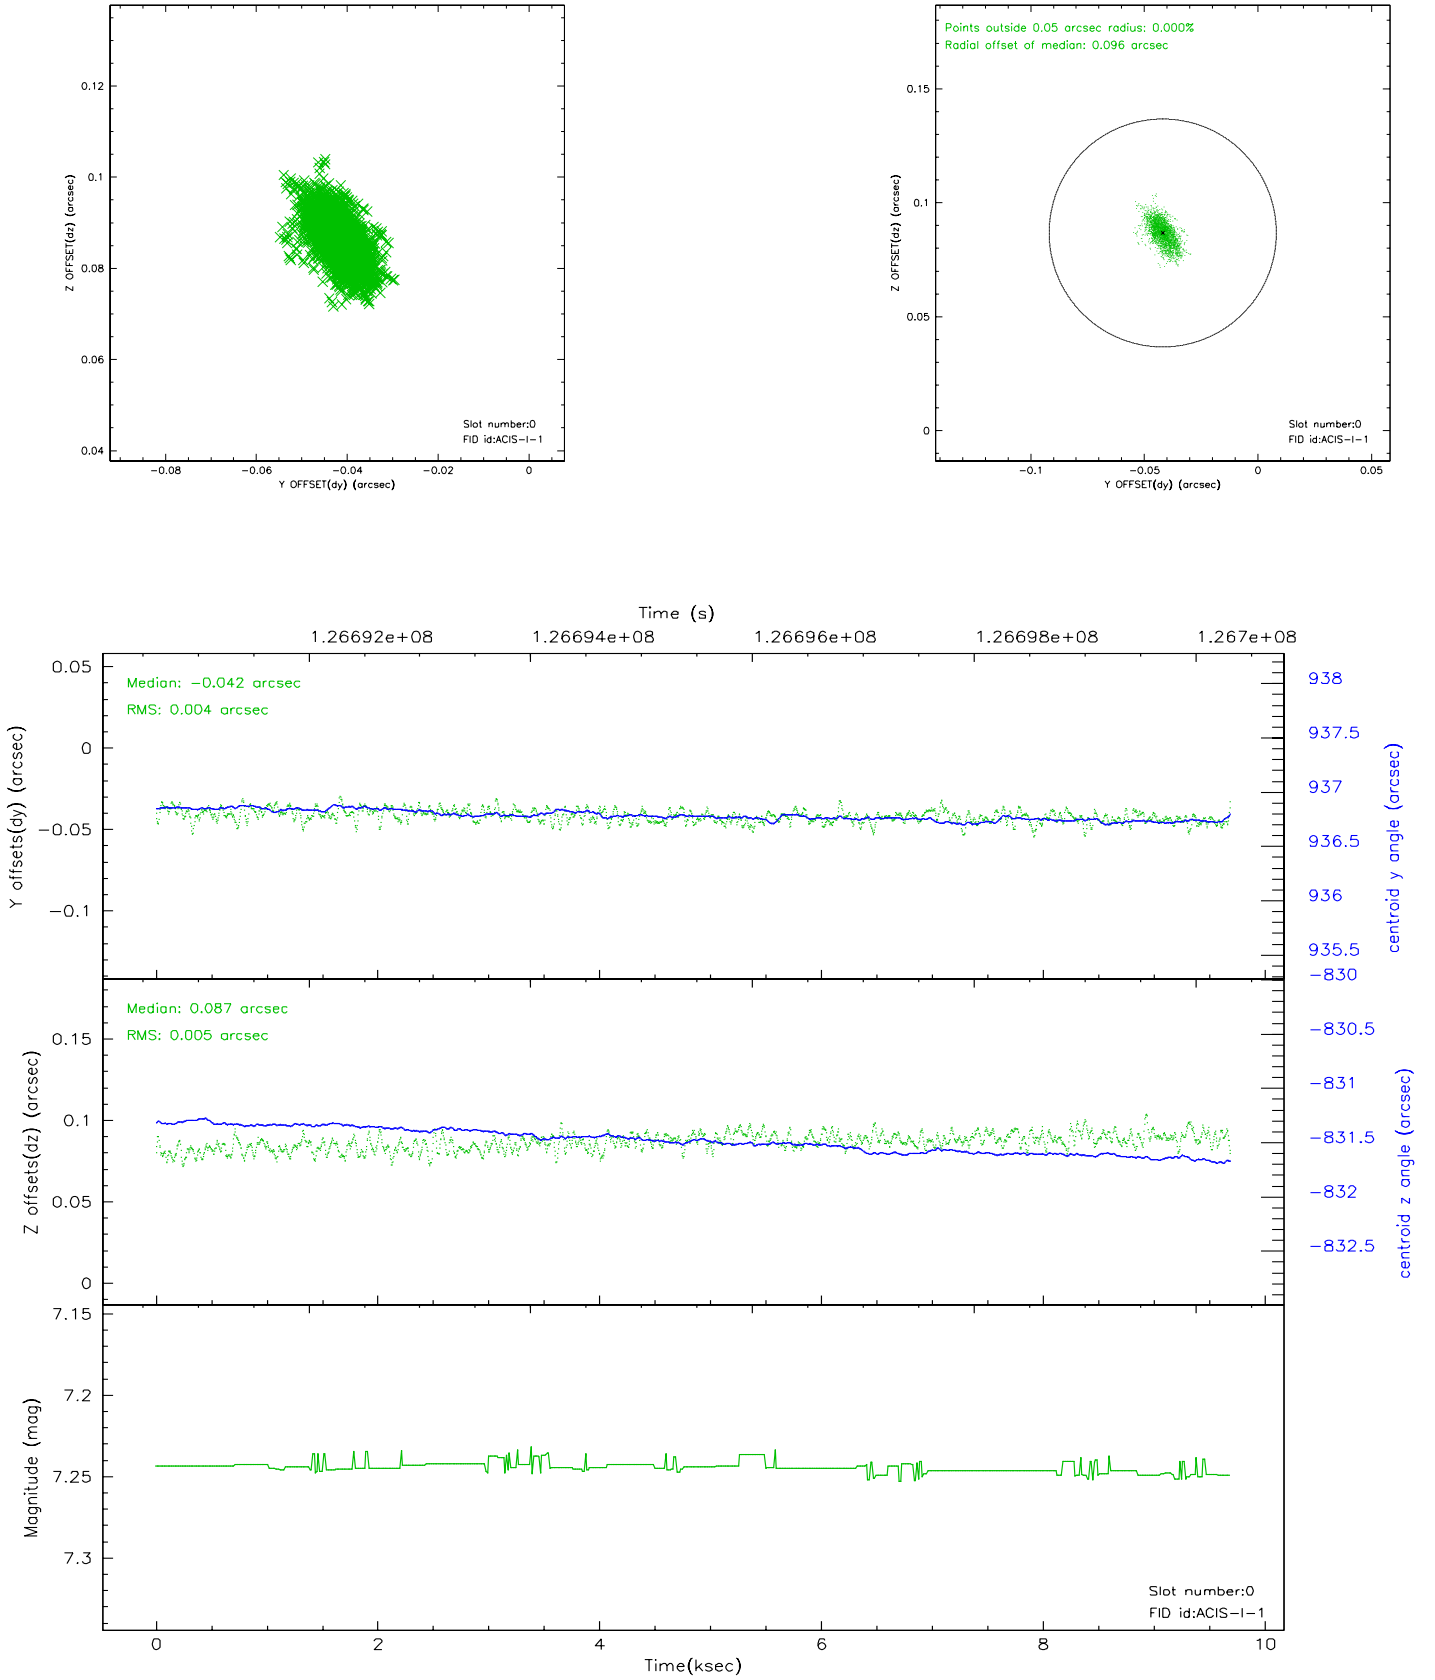 0.12
0.1
0.08
0.06
0.04
Z OFFSET(dz) (arcsec)
Slot number:0
FID id:ACIS-I-1
-0.08 -0.06 -0.04 -0.02 0
Y OFFSET(dy) (arcsec)
Points outside 0.05 arcsec radius: 0.000%
Radial offset of median: 0.096 arcsec
0.15
0.1
0.05
0
Z OFFSET(dz) (arcsec)
Slot number:0
FID id:ACIS-I-1
-0.1 -0.05 0 0.05
Y OFFSET(dy) (arcsec)
Time (s)
1.26692e+08 1.26694e+08 1.26696e+08 1.26698e+08 1.267e+08
Median: -0.042 arcsec
RMS: 0.004 arcsec
0.05
0
-0.05
-0.1
Y offsets(dy) (arcsec)
938
937.5
937
936.5
936
935.5
centroid y angle (arcsec)
Median: 0.087 arcsec
RMS: 0.005 arcsec
0.15
0.1
0.05
0
Z offsets(dz) (arcsec)
-830
-830.5
-831
-831.5
-832
-832.5
centroid z angle (arcsec)
7.15
7.2
7.25
7.3
Magnitude (mag)
Slot number:0
FID id:ACIS-I-1
0 2 4 6 8 10
Time(ksec)